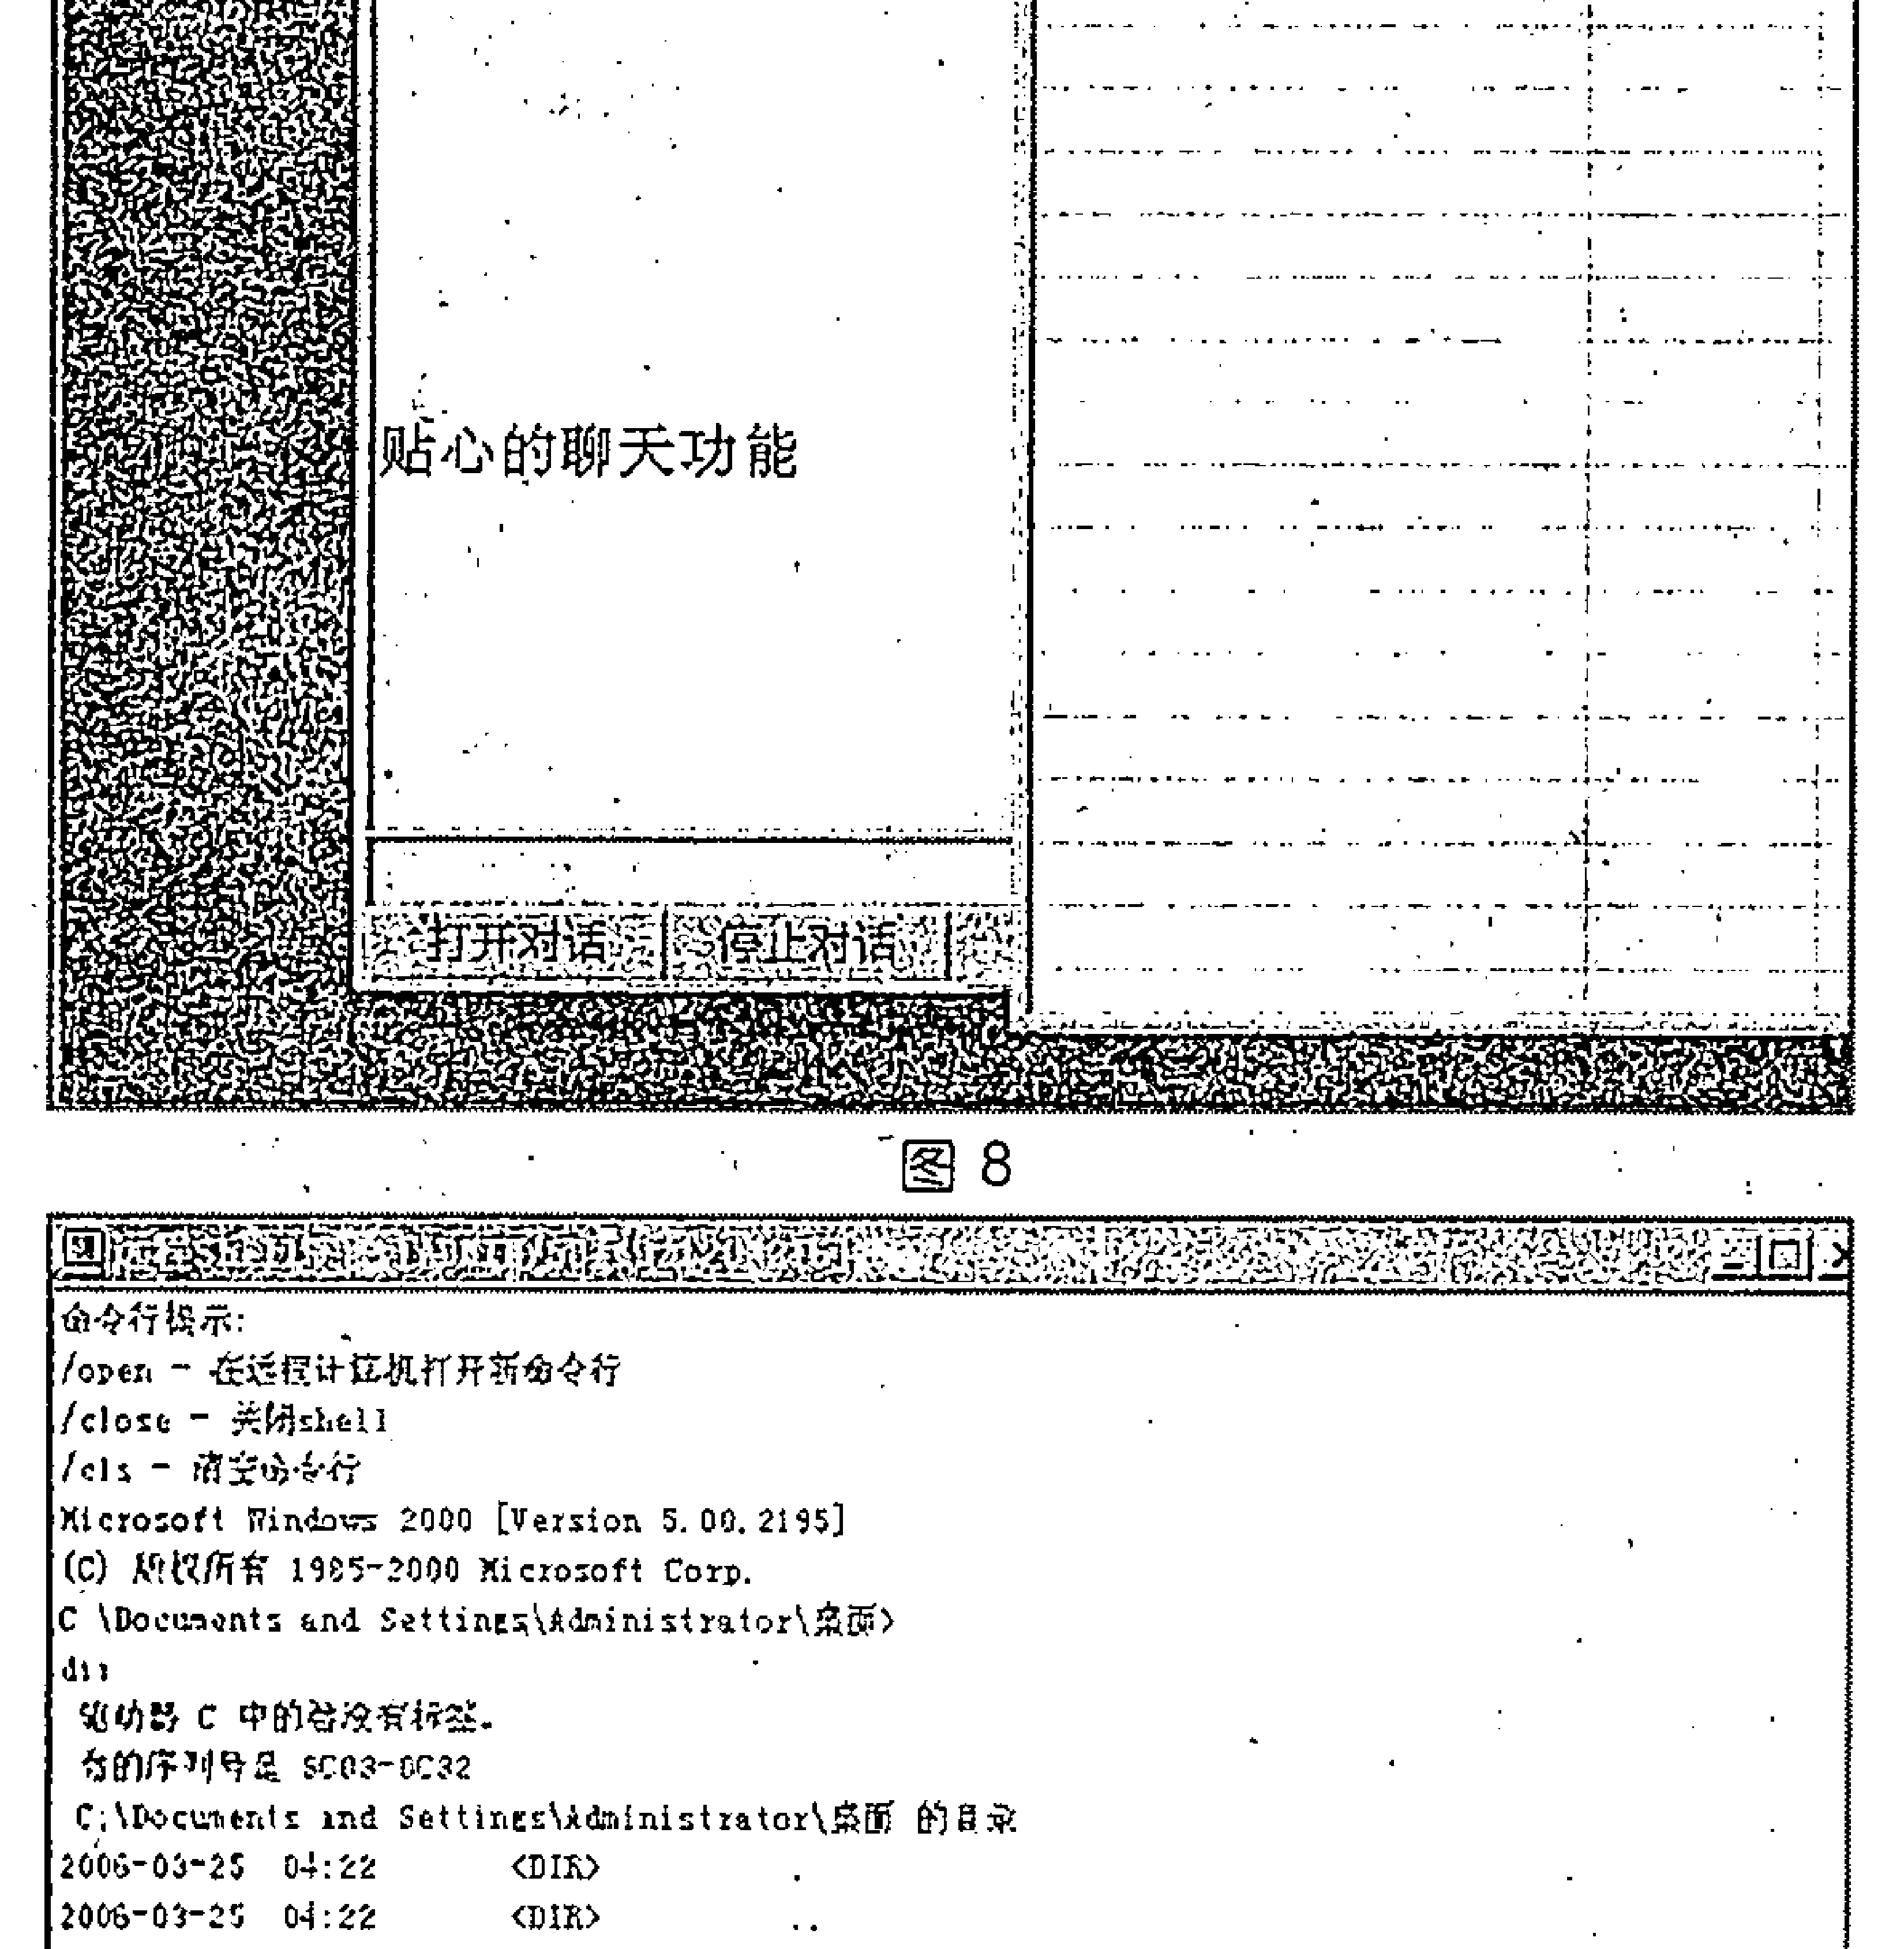 贴心的聊天功能
打开对话 停止对话
图 8
命令行提示:
/open - 在远程计算机打开新命令行
/close - 关闭shell
/cls - 清空命令行
Microsoft Windows 2000 [Version 5.00.2195]
(C) 版权所有 1985-2000 Microsoft Corp.
C \Documents and Settings\Administrator\桌面>
dir
驱动器 C 中的卷没有标签.
卷的序列号是
C:\Documents and Settings\Administrator\桌面 的目录
2006-03-25 04:22 <DIR> .
2006-03-25 04:22 <DIR> ..